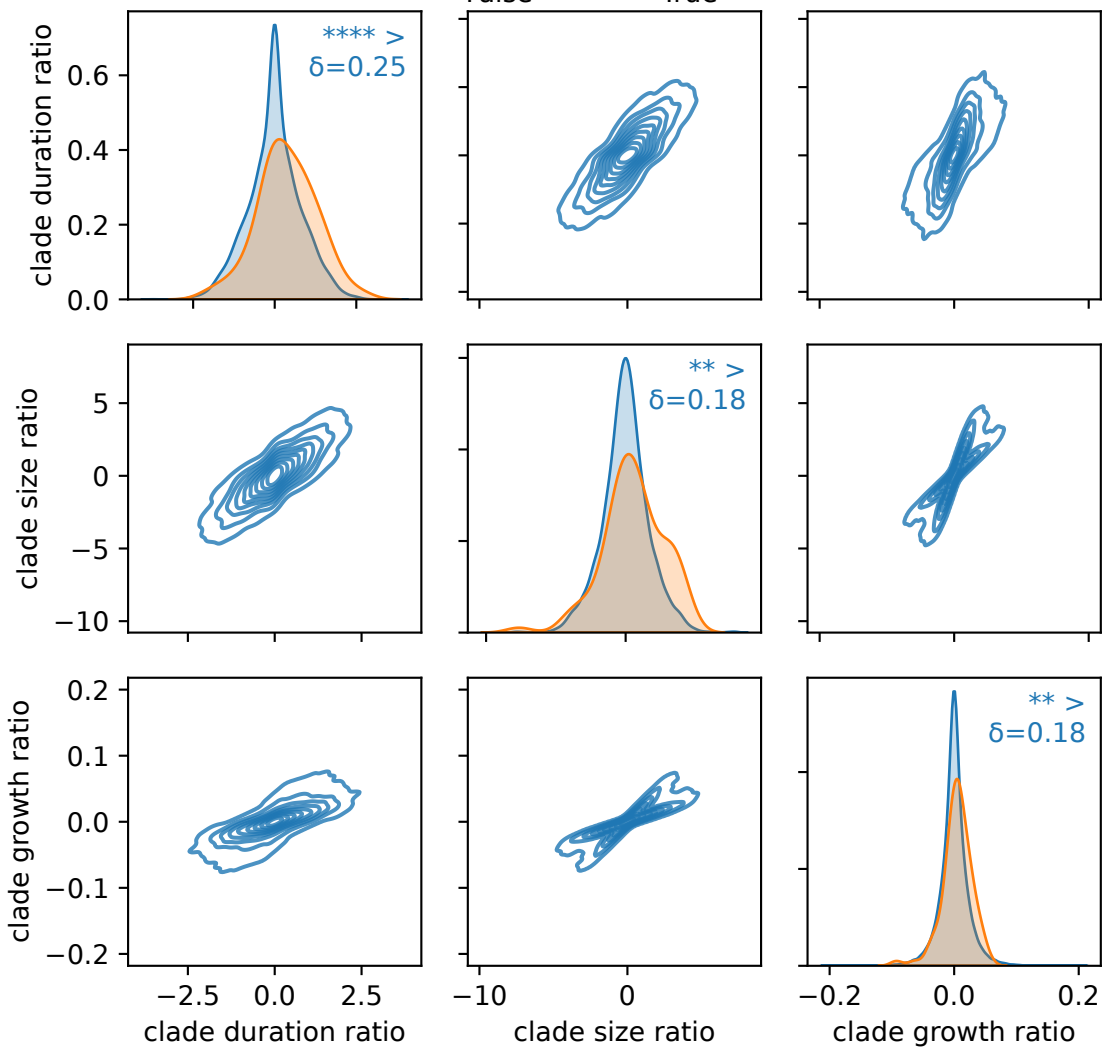 clade duration ratio
0.6
0.4
0.2
0.0
**** >
δ=0.25
clade size ratio
5
0
−5
−10
** >
δ=0.18
clade growth ratio
0.2
0.1
0.0
−0.1
−0.2
** >
δ=0.18
−2.5 0.0 2.5
−10 0
−0.2 0.0 0.2
clade duration ratio
clade size ratio
clade growth ratio